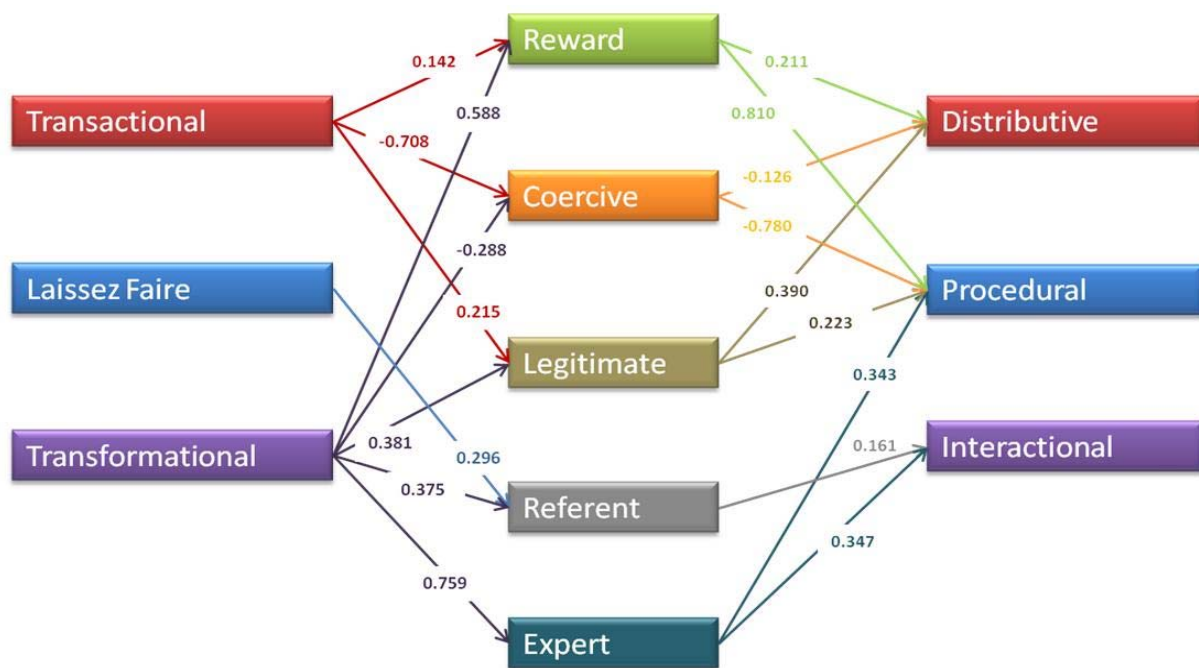 Reward
0.142
0.211
0.588
0.810
Transactional
Distributive
-0.708
-0.126
Coercive
-0.780
-0.288
Laissez Faire
Procedural
0.390
0.215
0.223
Legitimate
0.343
0.381
0.161
Transformational
Interactional
0.296
0.375
Referent
0.347
0.759
Expert